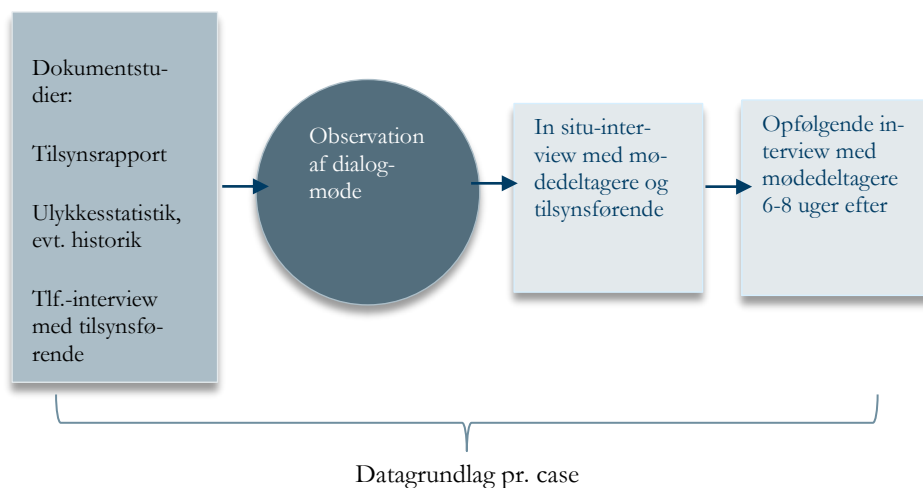 Dokumentstu-
dier:
Tilsynsrapport
Ulykkesstatistik,
evt. historik
Tlf.-interview
med tilsynsfø-
rende
Observation
af dialog-
møde
In situ-inter-
view med mø-
dedeltagere og
tilsynsførende
Opfølgende in-
terview med
mødedeltagere
6-8 uger efter
Datagrundlag pr. case